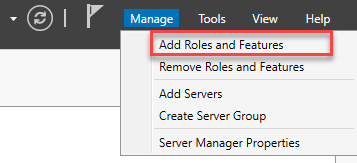 Manage Tools View Help
Add Roles and Features
Remove Roles and Features
Add Servers
Create Server Group
Server Manager Properties